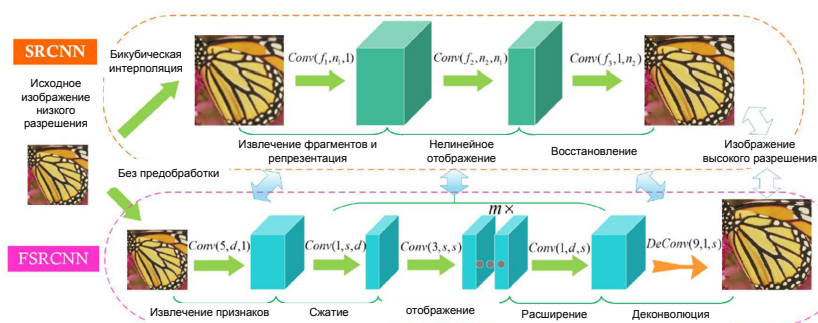 SRCNN
Бикубическая
интерполяция
Исходное
изображение
низкого
разрешения
Conv(f₁,n₁,1)
Conv(f₂,n₂,n₁)
Conv(f₃,1,n₂)
Извлечение фрагментов и
репрезентация
Нелинейное
отображение
Восстановление
Изображение
высокого разрешения
Без предобработки
m×
FSRCNN
Conv(5,d,1)
Conv(1,s,d)
Conv(3,s,s)
Conv(1,d,s)
DeConv(9,1,s)
Извлечение признаков
Сжатие
отображение
Расширение
Деконволюция